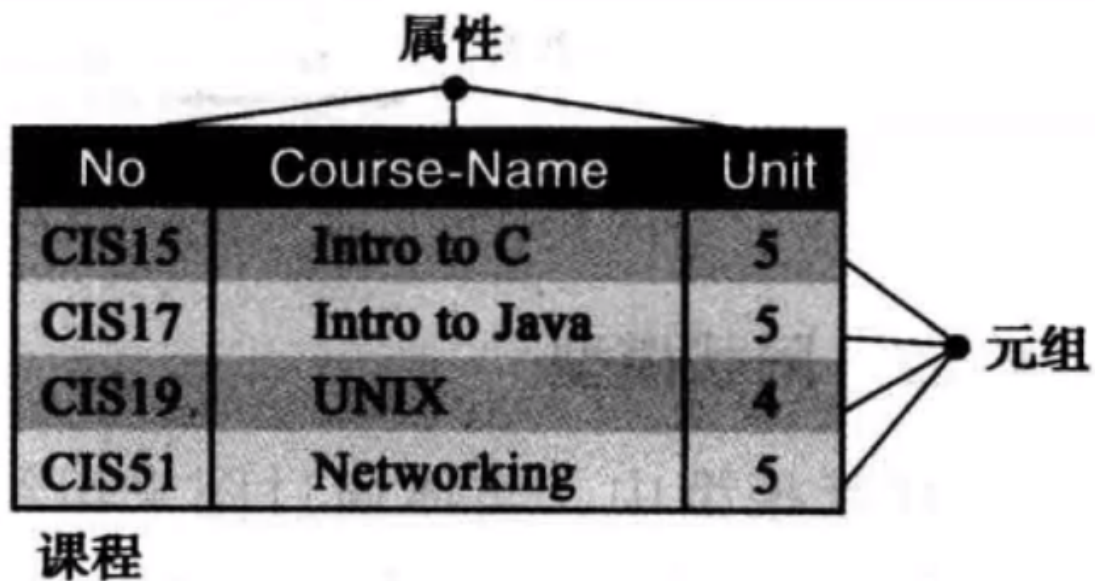 属性
No Course-Name Unit
CIS15 Intro to C 5
CIS17 Intro to Java 5
CIS19 UNIX 4
CIS51 Networking 5
元组
课程